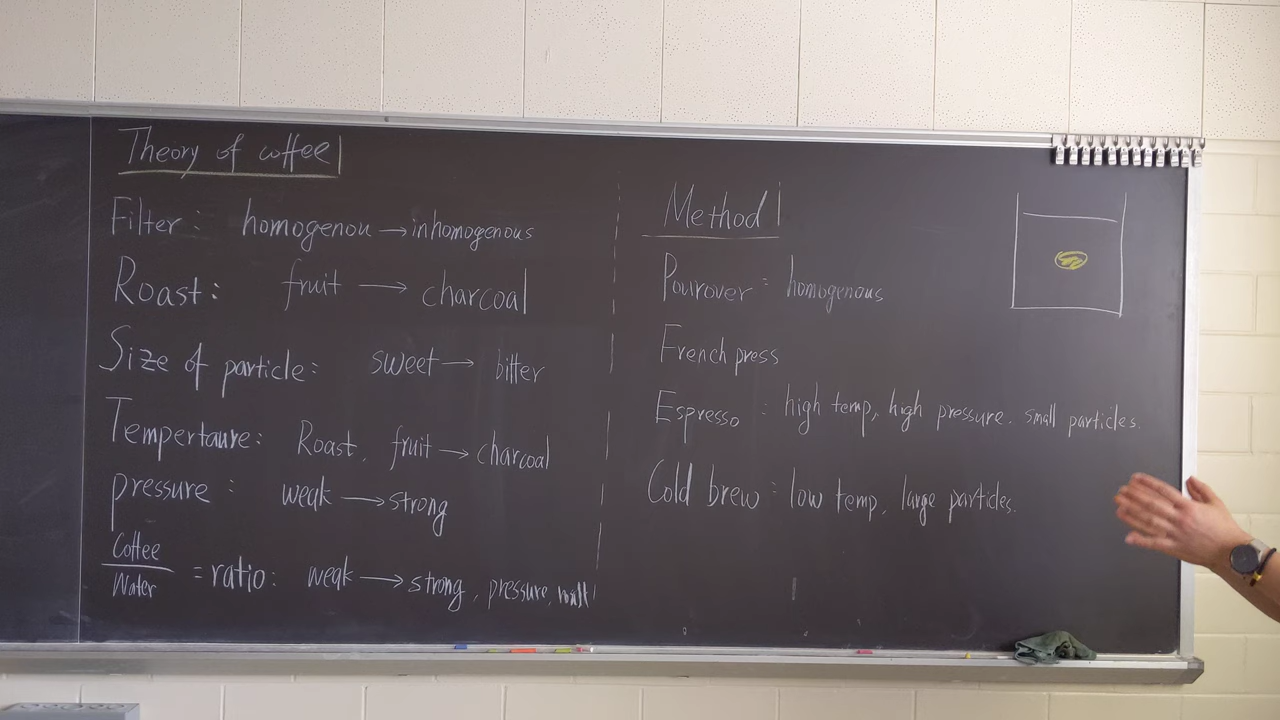 Theory of coffee
Filter: homogenou → inhomogenous
Roast: fruit → charcoal
Size of particle: sweet → bitter
Tempertaure: Roast, fruit → charcoal
pressure: weak → strong
Coffee
Water
= ratio: weak → strong, pressure,
Method
Pourover: homogenous
French press
Espresso: high temp, high pressure. small particles.
Cold brew: low temp, large particles.